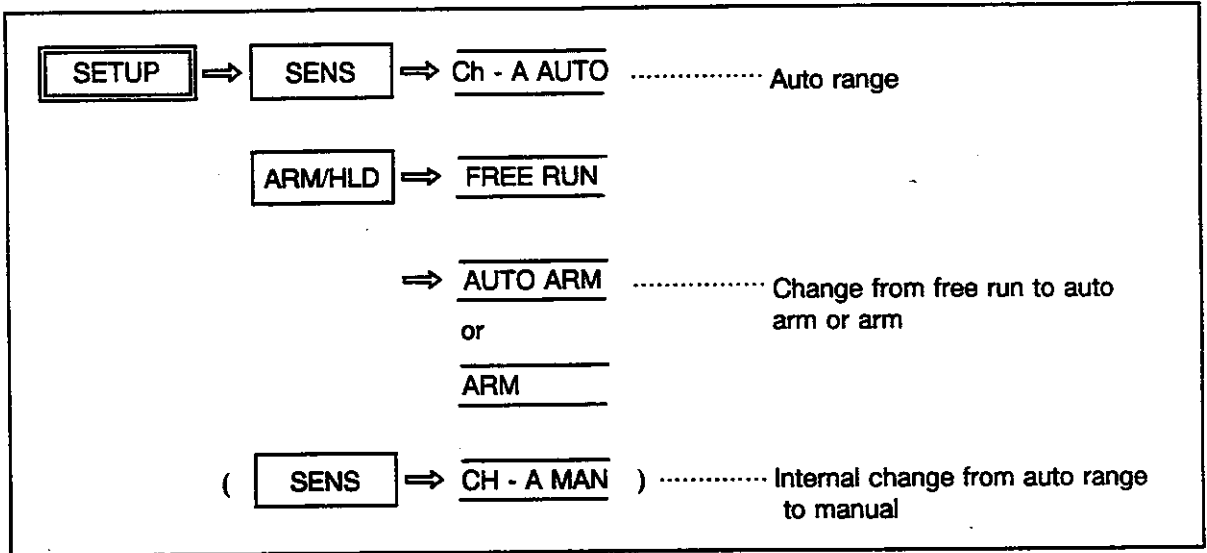 SETUP ⇒ SENS ⇒ Ch - A AUTO ················ Auto range
ARM/HLD ⇒ FREE RUN
⇒ AUTO ARM ················ Change from free run to auto
arm or arm
or
ARM
( SENS ⇒ CH - A MAN ) ············· Internal change from auto range
to manual